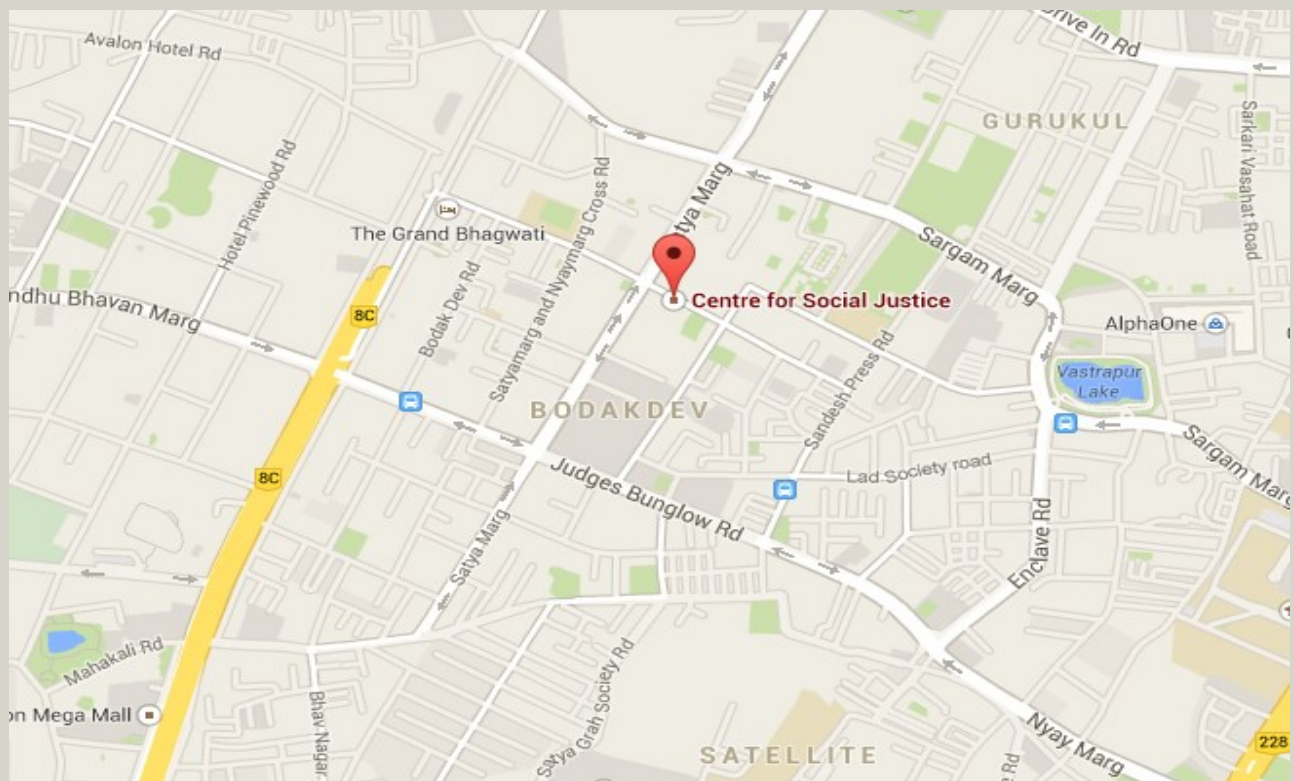 Drive In Rd
Avalon Hotel Rd
GURUKUL
Sarkari Vasahat Road
Hotel Pinewood Rd
Satyamarg and Nyaymarg Cross Rd
tya Marg
The Grand Bhagwati
Sargam Marg
ndhu Bhavan Marg
Centre for Social Justice
8C
Bodak Dev Rd
AlphaOne
Sandesh Press Rd
Vastrapur
Lake
BODAKDEV
8C
Judges Bunglow Rd
Lad Society road
Sargam Marg
Satya Marg
Enclave Rd
Mahakali Rd
on Mega Mall
Bhav Nagar
Satya Grah Society Rd
SATELLITE
Nyay Marg
e Rd
228